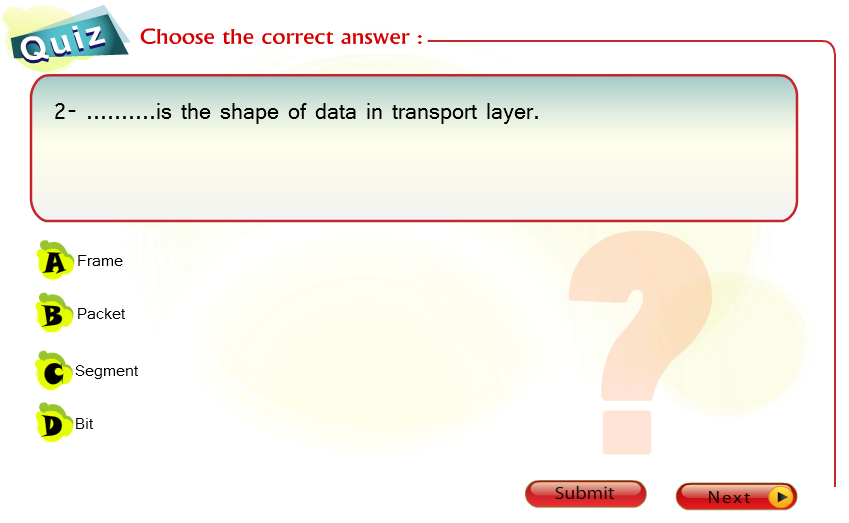 Quiz
Choose the correct answer :
2- ..........is the shape of data in transport layer.
A Frame
B Packet
C Segment
D Bit
?
Submit
Next